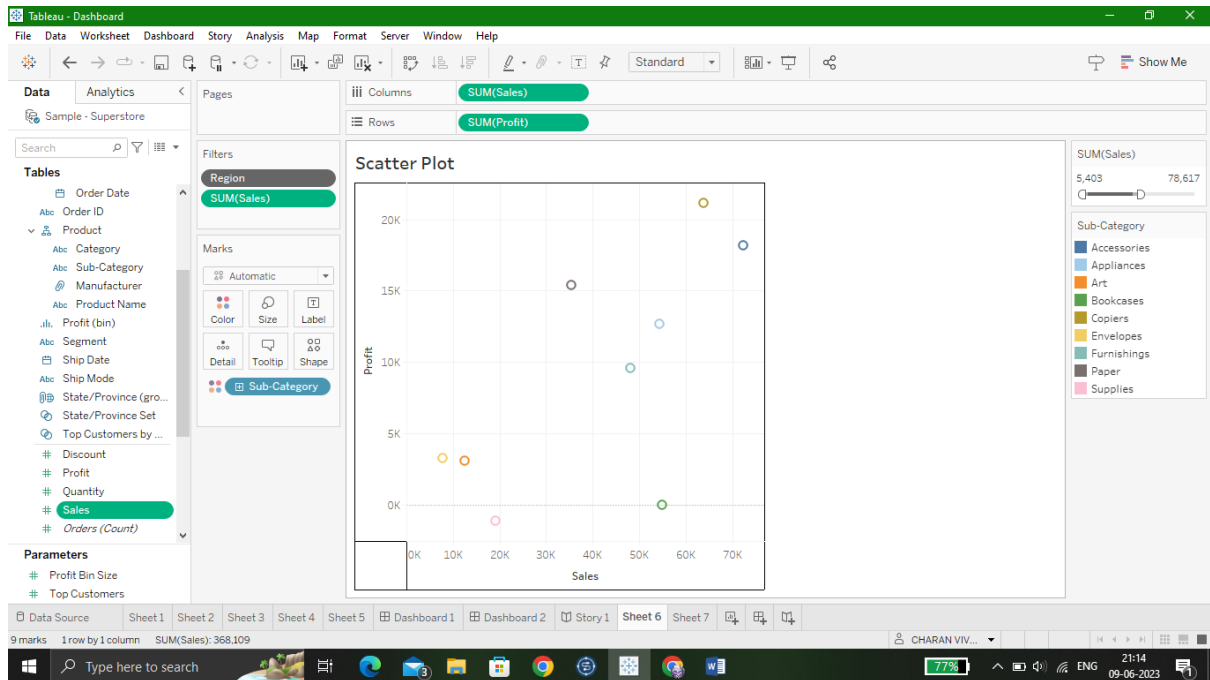 Tableau - Dashboard
File Data Worksheet Dashboard Story Analysis Map Format Server Window Help
Standard
Show Me
Data Analytics
Sample - Superstore
Search
Tables
Order Date
Abc Order ID
Product
Abc Category
Abc Sub-Category
Manufacturer
Abc Product Name
Profit (bin)
Abc Segment
Ship Date
Abc Ship Mode
State/Province (gro...
State/Province Set
Top Customers by ...
# Discount
# Profit
# Quantity
# Sales
# Orders (Count)
Parameters
# Profit Bin Size
# Top Customers
Pages
Filters
Region
SUM(Sales)
Marks
Automatic
Color Size Label
Detail Tooltip Shape
Sub-Category
Columns SUM(Sales)
Rows SUM(Profit)
Scatter Plot
20K
15K
10K
5K
0K
Profit
0K 10K 20K 30K 40K 50K 60K 70K
Sales
SUM(Sales)
5,403 78,617
Sub-Category
Accessories
Appliances
Art
Bookcases
Copiers
Envelopes
Furnishings
Paper
Supplies
Data Source Sheet 1 Sheet 2 Sheet 3 Sheet 4 Sheet 5 Dashboard 1 Dashboard 2 Story 1 Sheet 6 Sheet 7
9 marks 1 row by 1 column SUM(Sales): 368,109
CHARAN VIV...
Type here to search
3
77%
ENG
21:14
09-06-2023
1